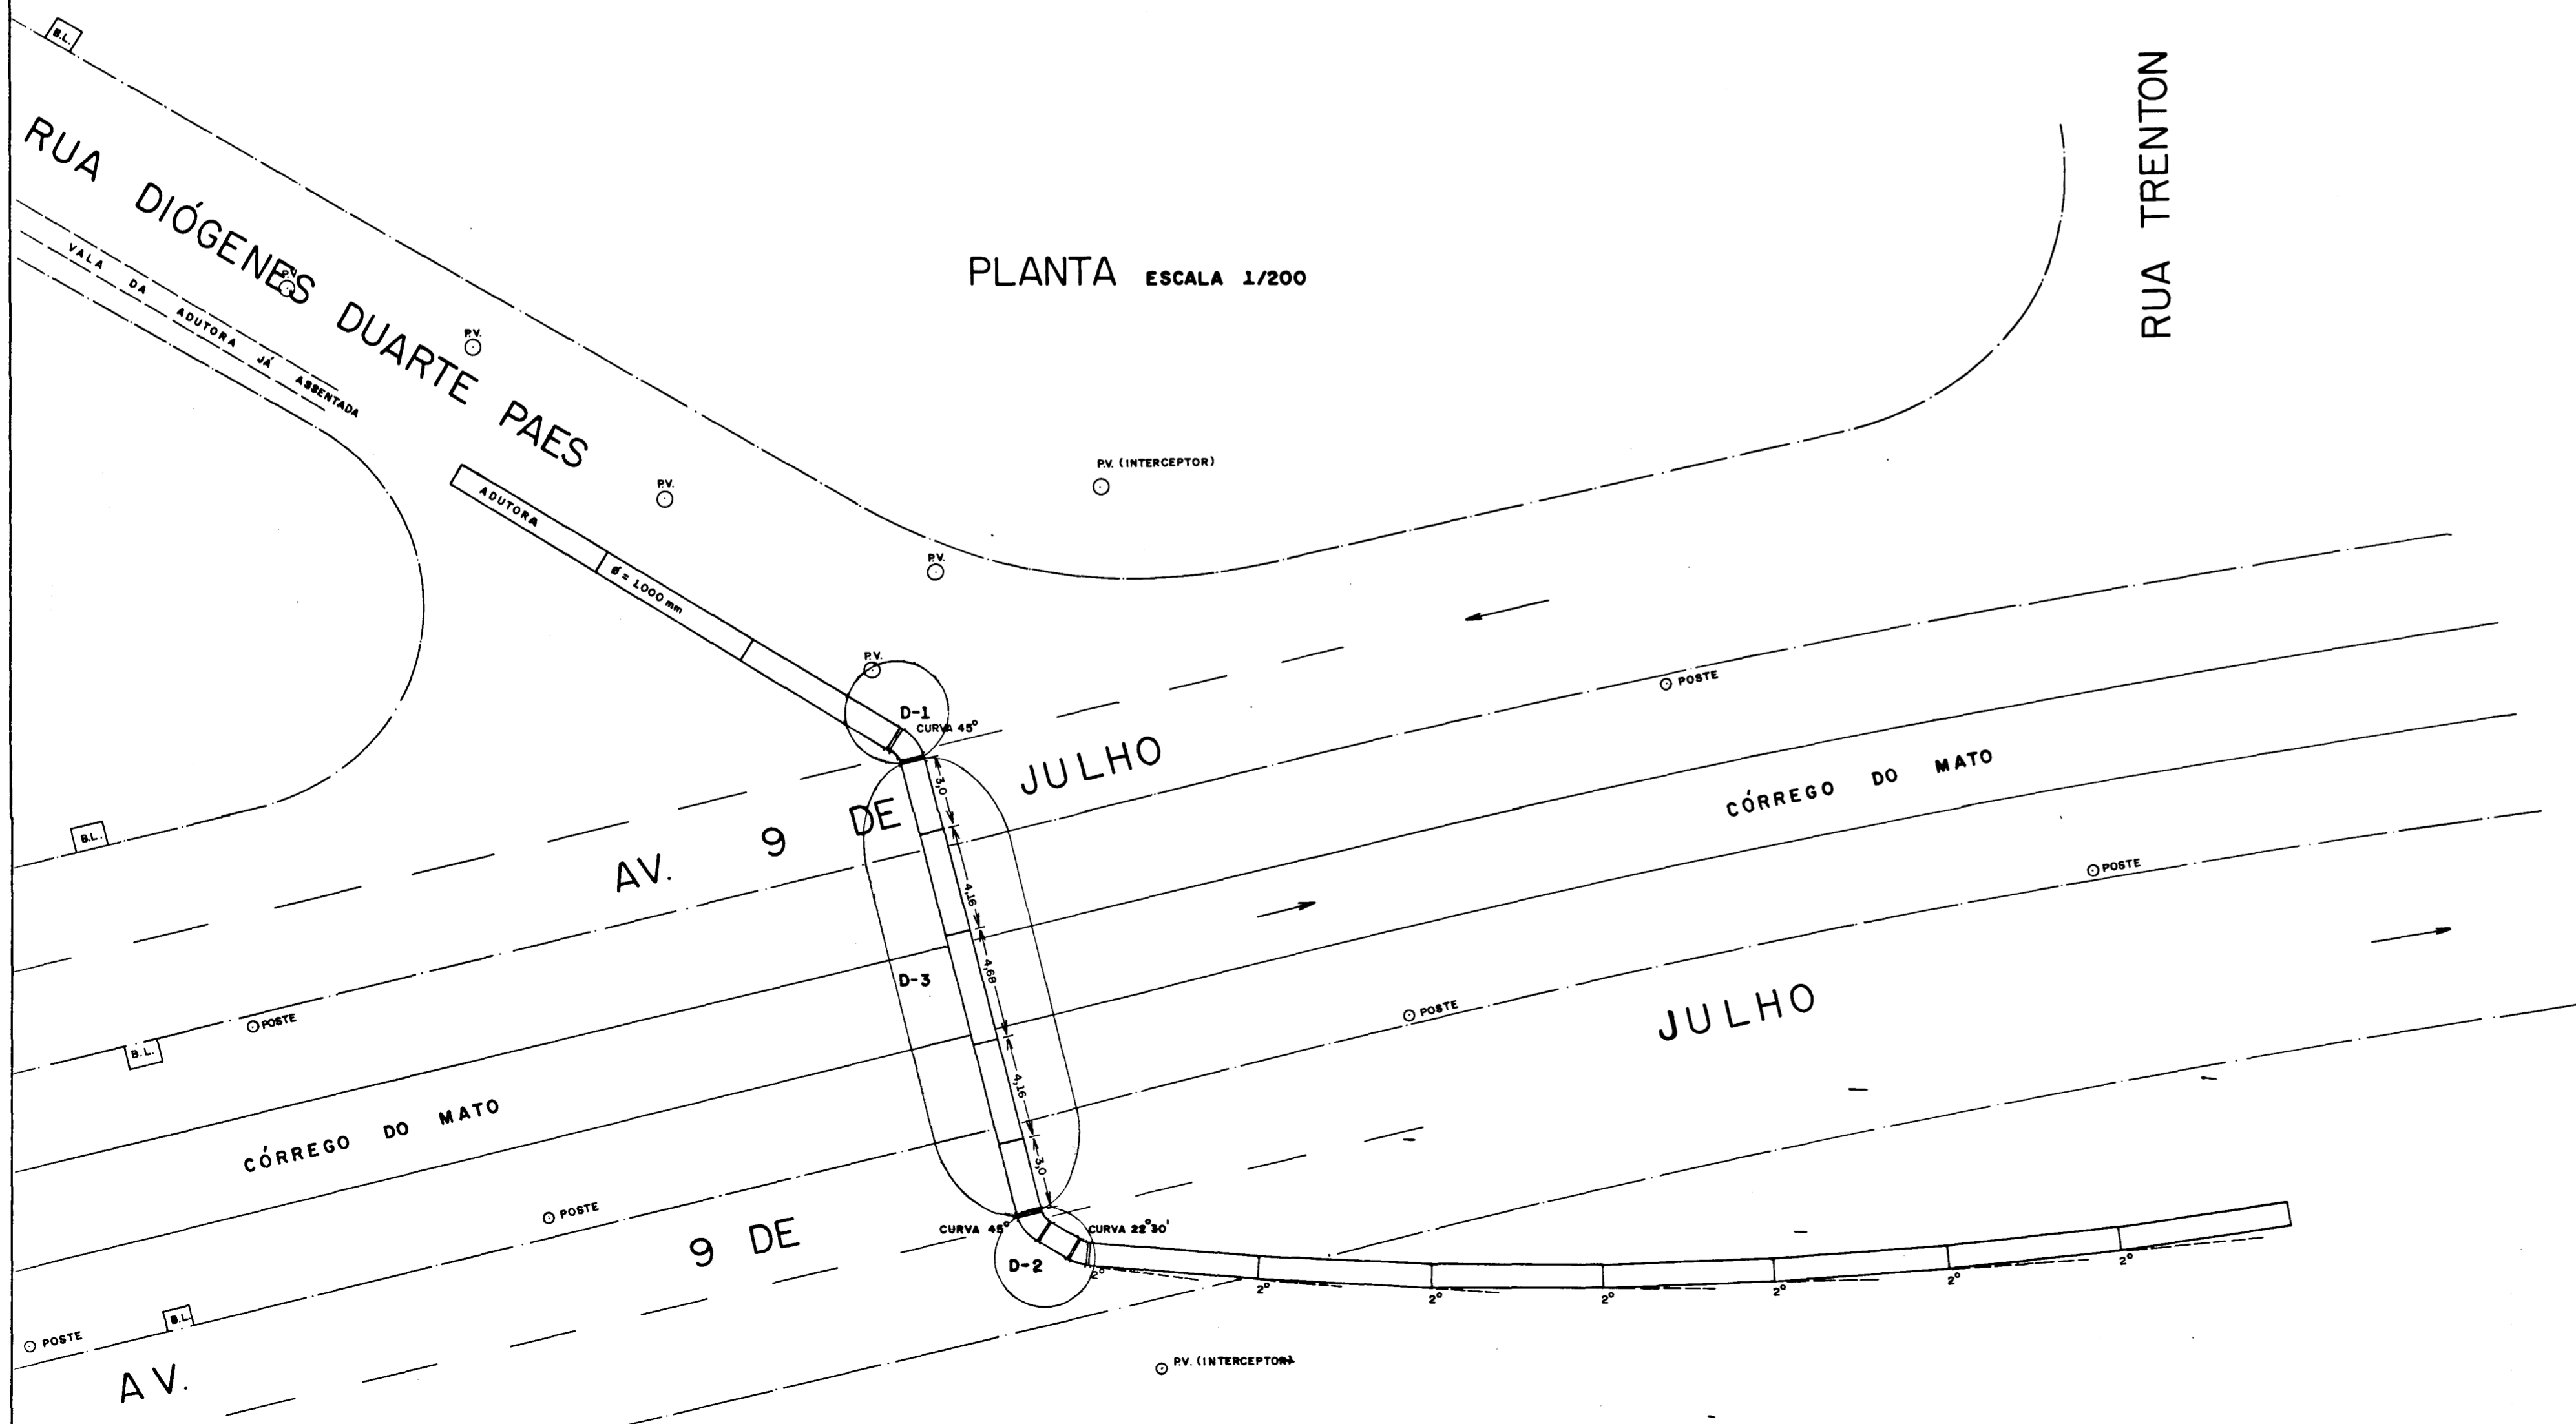 B.L.
RUA TRENTON
RUA DIÓGENES DUARTE PAES
VALA DA ADUTORA JÁ ASSENTADA
P.V.
PLANTA ESCALA 1/200
P.V.
P.V. (INTERCEPTOR)
P.V.
ADUTORA
Ø = 1000 mm
P.V.
P.V.
D-1
CURVA 45°
POSTE
AV. 9 DE JULHO
3,0
4,16
4,68
4,16
3,0
D-3
CÓRREGO DO MATO
B.L.
POSTE
POSTE
POSTE
B.L.
JULHO
CÓRREGO DO MATO
POSTE
CURVA 45°
CURVA 22°30'
D-2
2°
2°
2°
2°
2°
2°
2°
9 DE
B.L.
POSTE
AV.
P.V. (INTERCEPTOR)